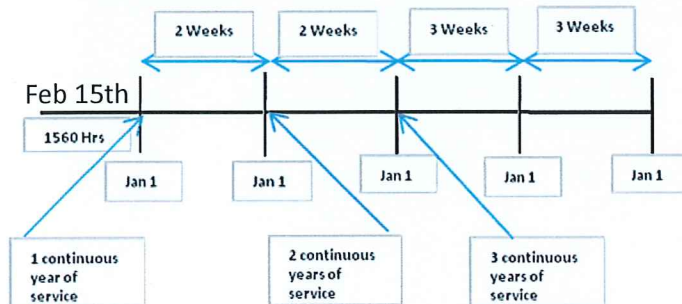 2 Weeks
2 Weeks
3 Weeks
3 Weeks
Feb 15th
1560 Hrs
Jan 1
Jan 1
Jan 1
Jan 1
Jan 1
1 continuous
year of
service
2 continuous
years of
service
3 continuous
years of
service